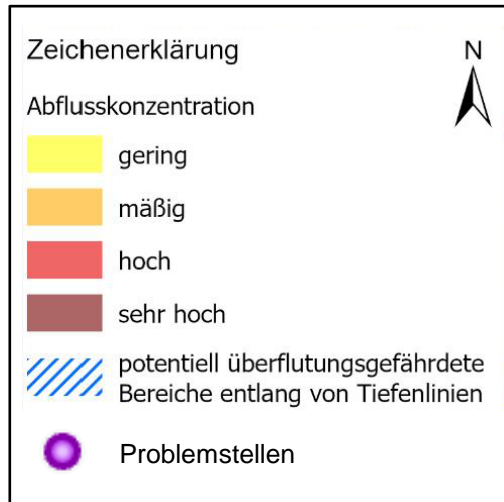 Zeichenerklärung
N
Abflusskonzentration
gering
mäßig
hoch
sehr hoch
potentiell überflutungsgefährdete
Bereiche entlang von Tiefenlinien
Problemstellen